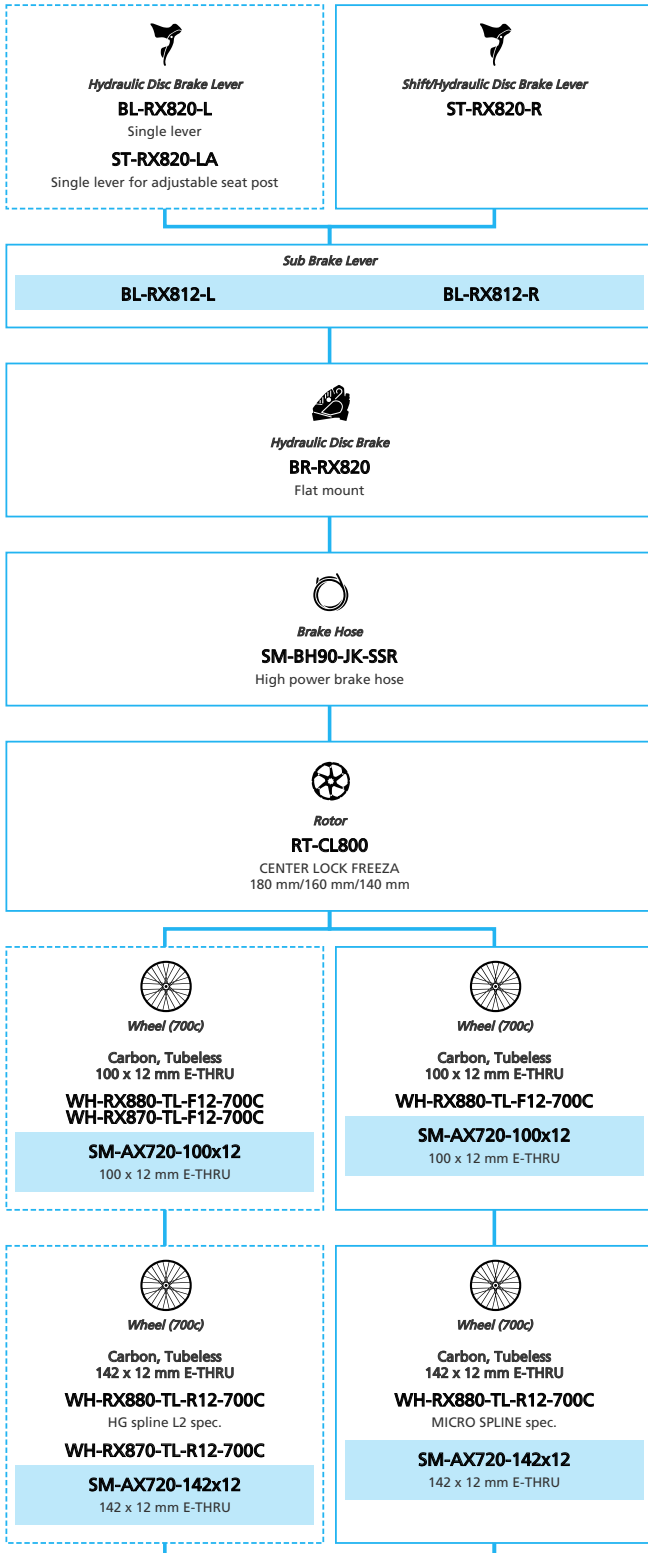 Hydraulic Disc Brake Lever
BL-RX820-L
Single lever
ST-RX820-LA
Single lever for adjustable seat post
Shift/Hydraulic Disc Brake Lever
ST-RX820-R
Sub Brake Lever
BL-RX812-L
BL-RX812-R
Hydraulic Disc Brake
BR-RX820
Flat mount
Brake Hose
SM-BH90-JK-SSR
High power brake hose
Rotor
RT-CL800
CENTER LOCK FREEZA
180 mm/160 mm/140 mm
Wheel (700c)
Carbon, Tubeless
100 x 12 mm E-THRU
WH-RX880-TL-F12-700C
WH-RX870-TL-F12-700C
SM-AX720-100x12
100 x 12 mm E-THRU
Wheel (700c)
Carbon, Tubeless
100 x 12 mm E-THRU
WH-RX880-TL-F12-700C
SM-AX720-100x12
100 x 12 mm E-THRU
Wheel (700c)
Carbon, Tubeless
142 x 12 mm E-THRU
WH-RX880-TL-R12-700C
HG spline L2 spec.
WH-RX870-TL-R12-700C
SM-AX720-142x12
142 x 12 mm E-THRU
Wheel (700c)
Carbon, Tubeless
142 x 12 mm E-THRU
WH-RX880-TL-R12-700C
MICRO SPLINE spec.
SM-AX720-142x12
142 x 12 mm E-THRU